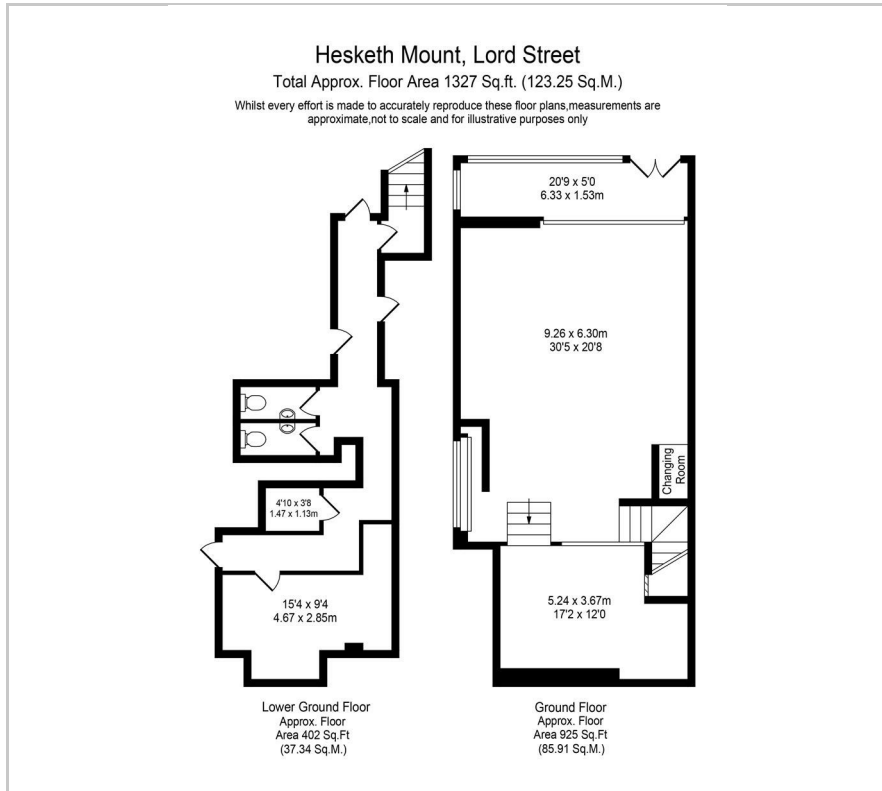 Hesketh Mount, Lord Street
Total Approx. Floor Area 1327 Sq.ft. (123.25 Sq.M.)
Whilst every effort is made to accurately reproduce these floor plans,measurements are
approximate,not to scale and for illustrative purposes only
20'9 x 5'0
6.33 x 1.53m
9.26 x 6.30m
30'5 x 20'8
Changing
Room
4'10 x 3'8
1.47 x 1.13m
15'4 x 9'4
4.67 x 2.85m
5.24 x 3.67m
17'2 x 12'0
Lower Ground Floor
Approx. Floor
Area 402 Sq.Ft
(37.34 Sq.M.)
Ground Floor
Approx. Floor
Area 925 Sq.Ft
(85.91 Sq.M.)